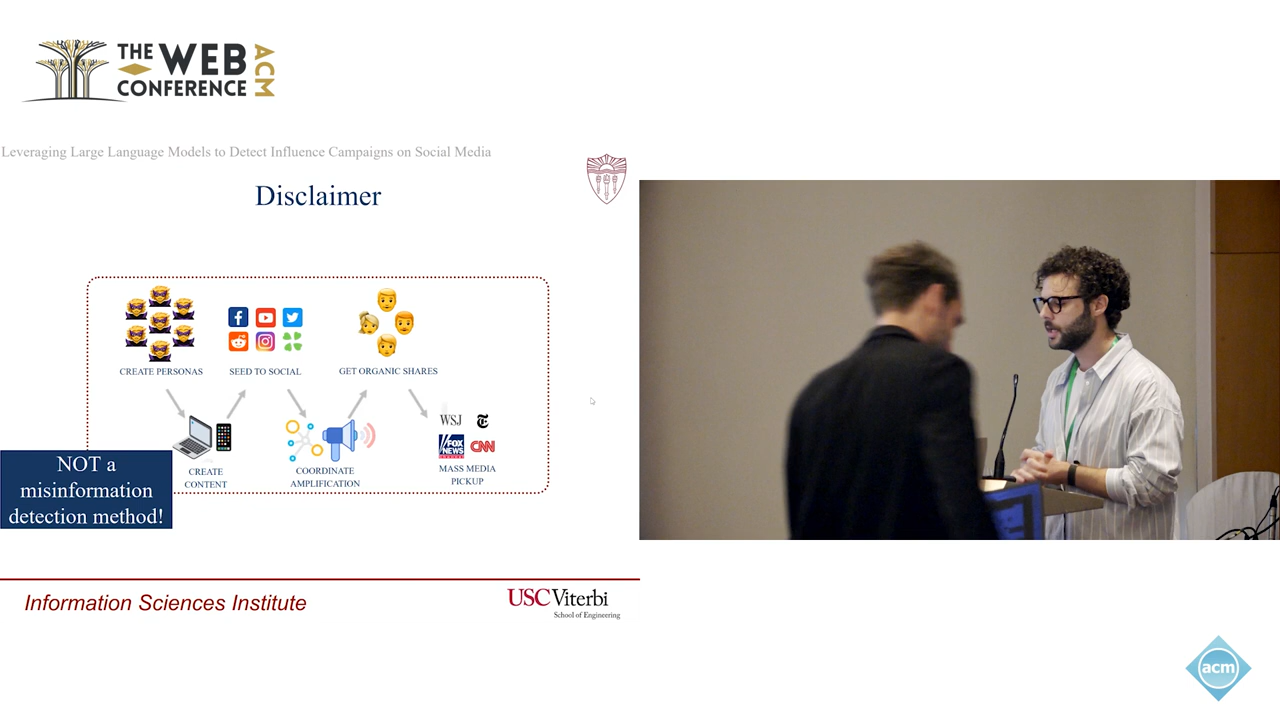 THE WEB
CONFERENCE
ACM
Leveraging Large Language Models to Detect Influence Campaigns on Social Media
Disclaimer
CREATE PERSONAS
SEED TO SOCIAL
GET ORGANIC SHARES
WSJ
FOX
NEWS
CNN
CREATE
CONTENT
COORDINATE
AMPLIFICATION
MASS MEDIA
PICKUP
NOT a
misinformation
detection method!
Information Sciences Institute
USC Viterbi
School of Engineering
acm